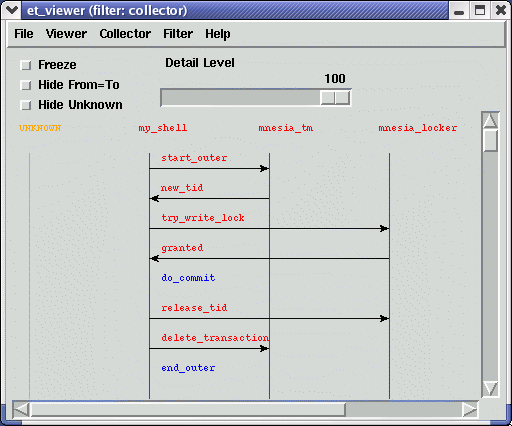 et_viewer (filter: collector)
File Viewer Collector Filter Help
Freeze
Hide From=To
Hide Unknown
Detail Level
100
UNKNOWN my_shell mnesia_tm mnesia_locker
start_outer
new_tid
try_write_lock
granted
do_commit
release_tid
delete_transaction
end_outer